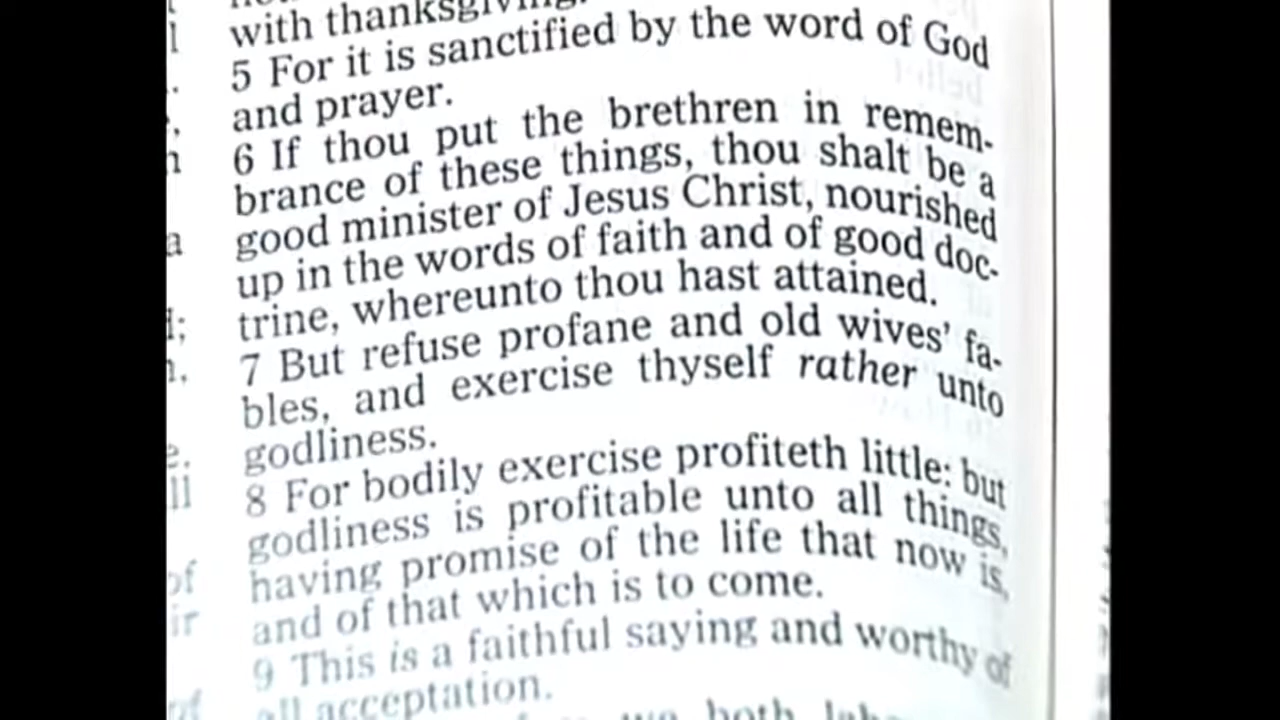 with thanksgiving.
5 For it is sanctified by the word of God
and prayer.
6 If thou put the brethren in remem-
brance of these things, thou shalt be a
good minister of Jesus Christ, nourished
up in the words of faith and of good doc-
trine, whereunto thou hast attained.
7 But refuse profane and old wives' fa-
bles, and exercise thyself rather unto
godliness.
8 For bodily exercise profiteth little: but
godliness is profitable unto all things,
having promise of the life that now is,
and of that which is to come.
9 This is a faithful saying and worthy of
all acceptation.
we both